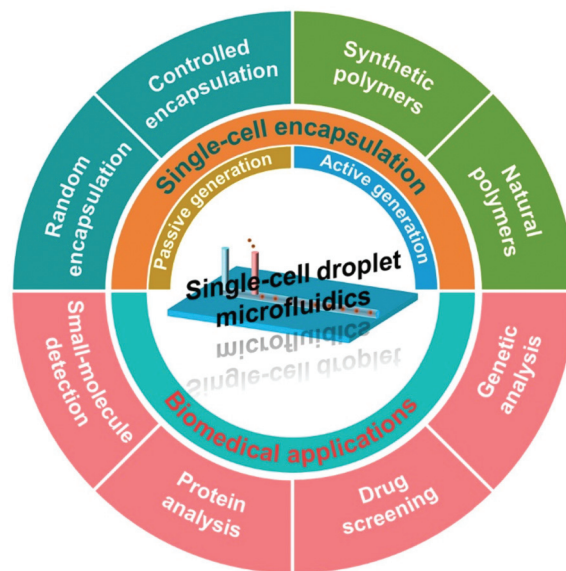 Controlled
encapsulation
Synthetic
polymers
Random
encapsulation
Natural
polymers
Single-cell encapsulation
Passive generation
Active generation
Single-cell droplet
microfluidics
microfluidics
Single-cell droplet
Biomedical applications
Small-molecule
detection
Protein
analysis
Drug
screening
Genetic
analysis